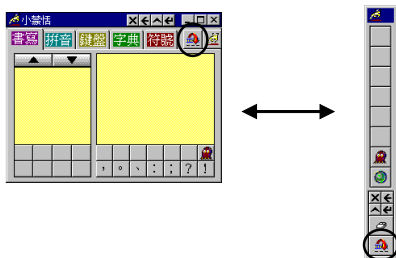 小蒙恬
書寫 拼音 鍵盤 字典 符號
, 。 、 : ; ? !